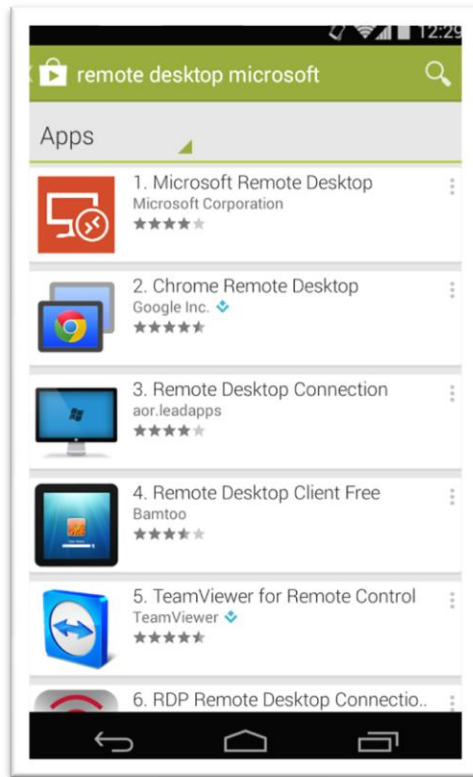 12:29
remote desktop microsoft
Apps
1. Microsoft Remote Desktop
Microsoft Corporation
2. Chrome Remote Desktop
Google Inc.
3. Remote Desktop Connection
aor.leadapps
4. Remote Desktop Client Free
Bamtoo
5. TeamViewer for Remote Control
TeamViewer
6. RDP Remote Desktop Connectio..